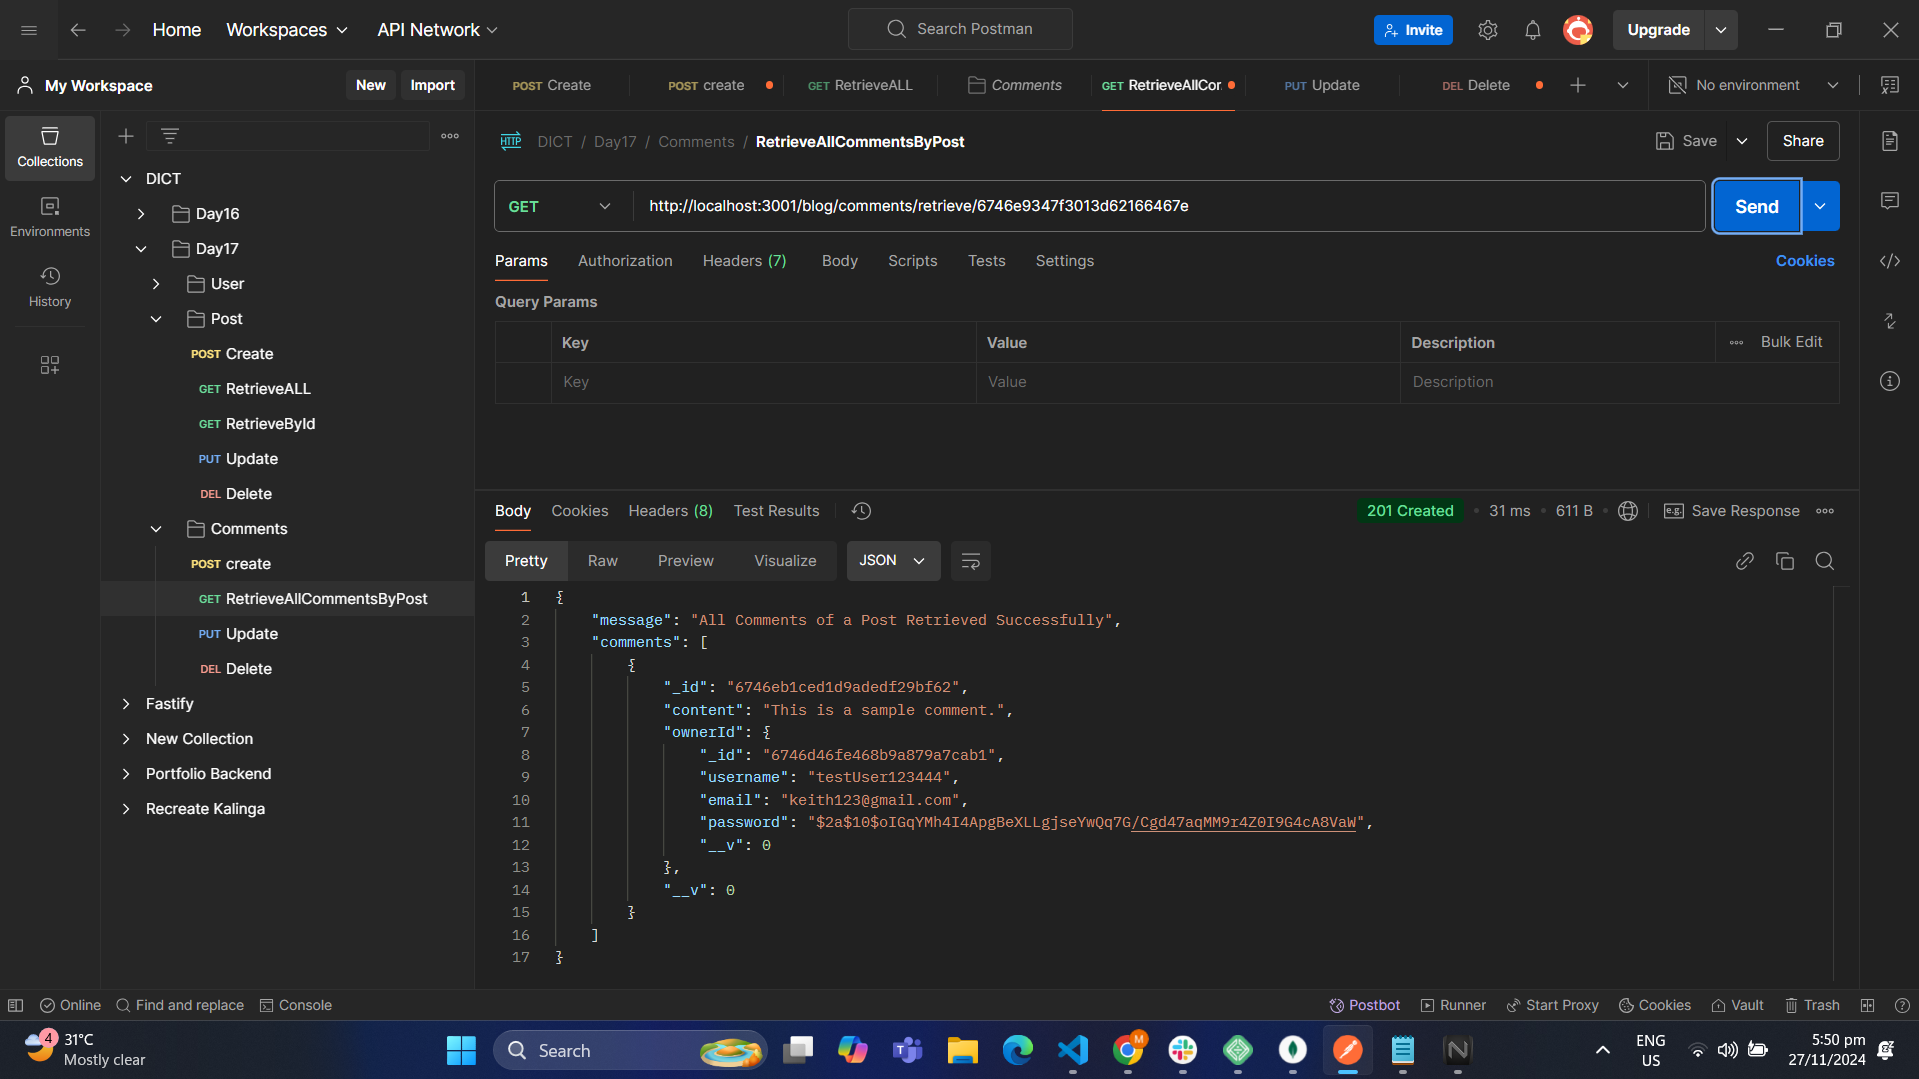 Home Workspaces API Network Search Postman Invite Upgrade
My Workspace New Import POST Create POST create GET RetrieveALL Comments GET RetrieveAllCor PUT Update DEL Delete No environment
Collections
Environments
History
DICT
Day16
Day17
User
Post
POST Create
GET RetrieveALL
GET RetrieveById
PUT Update
DEL Delete
Comments
POST create
GET RetrieveAllCommentsByPost
PUT Update
DEL Delete
Fastify
New Collection
Portfolio Backend
Recreate Kalinga
HTTP DICT / Day17 / Comments / RetrieveAllCommentsByPost Save Share
GET http://localhost:3001/blog/comments/retrieve/6746e9347f3013d62166467e Send
Params Authorization Headers (7) Body Scripts Tests Settings Cookies
Query Params
Key Value Description Bulk Edit
Key Value Description
Body Cookies Headers (8) Test Results 201 Created 31 ms 611 B e.g. Save Response
Pretty Raw Preview Visualize JSON
1 {
2 "message": "All Comments of a Post Retrieved Successfully",
3 "comments": [
4 {
5 "_id": "6746eb1ced1d9adedf29bf62",
6 "content": "This is a sample comment.",
7 "ownerId": {
8 "_id": "6746d46fe468b9a879a7cab1",
9 "username": "testUser123444",
10 "email": "keith123@gmail.com",
11 "password": "$2a$10$oIGqYMh4I4ApgBeXLLgjseYwQq7G/Cgd47aqMM9r4Z0I9G4cA8VaW",
12 "__v": 0
13 },
14 "__v": 0
15 }
16 ]
17 }
Online Find and replace Console Postbot Runner Start Proxy Cookies Vault Trash
4 31°C
Mostly clear
Search
M
ENG
US
5:50 pm
27/11/2024